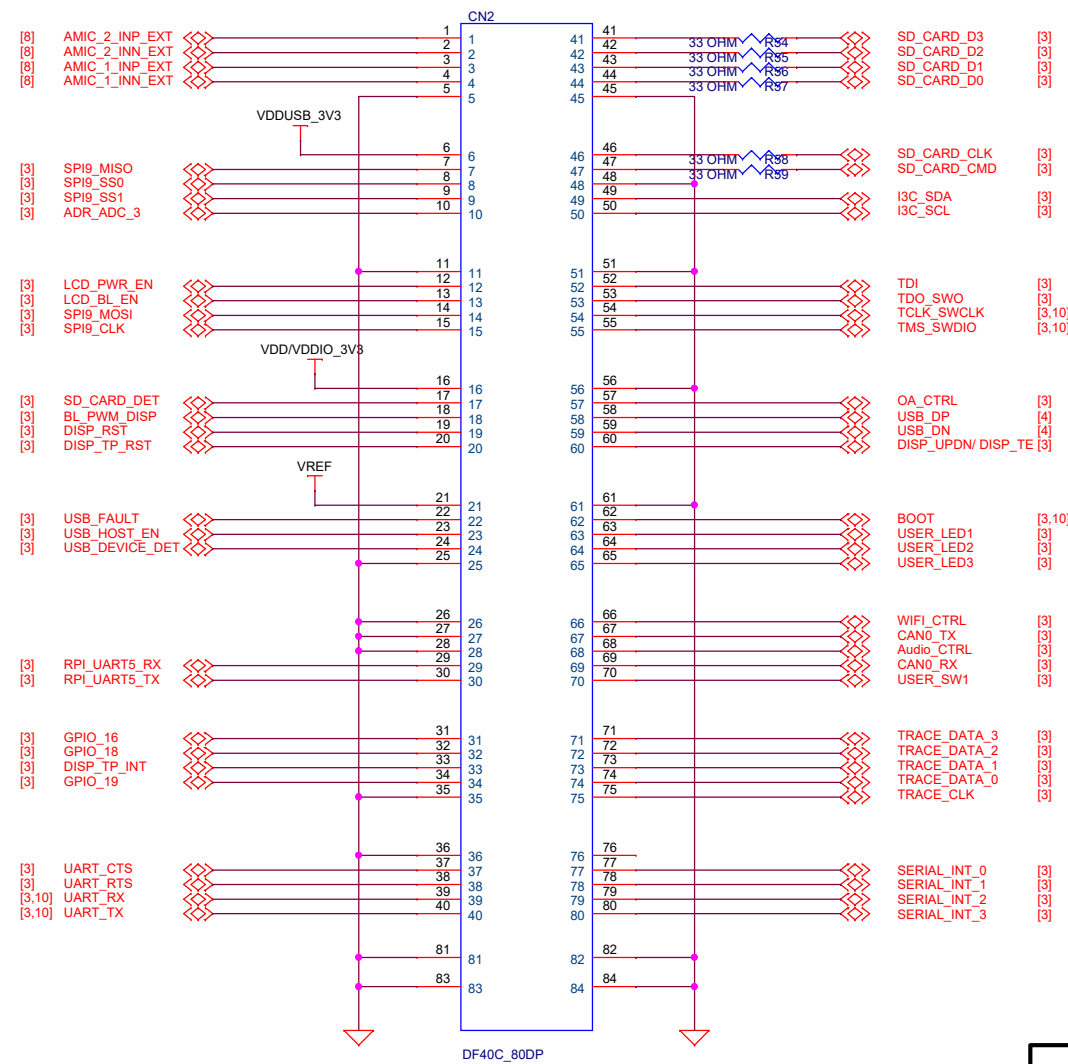 CN2
[8] AMIC_2_INP_EXT 1 1 41 41 33 OHM R54 SD_CARD_D3 [3]
[8] AMIC_2_INN_EXT 2 2 42 42 33 OHM R55 SD_CARD_D2 [3]
[8] AMIC_1_INP_EXT 3 3 43 43 33 OHM R56 SD_CARD_D1 [3]
[8] AMIC_1_INN_EXT 4 4 44 44 33 OHM R57 SD_CARD_D0 [3]
5 5 45 45
VDDUSB_3V3
6 6 46 46 33 OHM R58 SD_CARD_CLK [3]
[3] SPI9_MISO 7 7 47 47 33 OHM R59 SD_CARD_CMD [3]
[3] SPI9_SS0 8 8 48 48
[3] SPI9_SS1 9 9 49 49 I3C_SDA [3]
[3] ADR_ADC_3 10 10 50 50 I3C_SCL [3]
11 11 51 51
[3] LCD_PWR_EN 12 12 52 52 TDI [3]
[3] LCD_BL_EN 13 13 53 53 TDO_SWO [3]
[3] SPI9_MOSI 14 14 54 54 TCLK_SWCLK [3,10]
[3] SPI9_CLK 15 15 55 55 TMS_SWDIO [3,10]
VDD/VDDIO_3V3
16 16 56 56
[3] SD_CARD_DET 17 17 57 57 OA_CTRL [3]
[3] BL_PWM_DISP 18 18 58 58 USB_DP [4]
[3] DISP_RST 19 19 59 59 USB_DN [4]
[3] DISP_TP_RST 20 20 60 60 DISP_UPDN/ DISP_TE [3]
VREF
21 21 61 61
[3] USB_FAULT 22 22 62 62 BOOT [3,10]
[3] USB_HOST_EN 23 23 63 63 USER_LED1 [3]
[3] USB_DEVICE_DET 24 24 64 64 USER_LED2 [3]
25 25 65 65 USER_LED3 [3]
26 26 66 66 WIFI_CTRL [3]
27 27 67 67 CAN0_TX [3]
28 28 68 68 Audio_CTRL [3]
[3] RPI_UART5_RX 29 29 69 69 CAN0_RX [3]
[3] RPI_UART5_TX 30 30 70 70 USER_SW1 [3]
[3] GPIO_16 31 31 71 71 TRACE_DATA_3 [3]
[3] GPIO_18 32 32 72 72 TRACE_DATA_2 [3]
[3] DISP_TP_INT 33 33 73 73 TRACE_DATA_1 [3]
[3] GPIO_19 34 34 74 74 TRACE_DATA_0 [3]
35 35 75 75 TRACE_CLK [3]
36 36 76 76
[3] UART_CTS 37 37 77 77 SERIAL_INT_0 [3]
[3] UART_RTS 38 38 78 78 SERIAL_INT_1 [3]
[3,10] UART_RX 39 39 79 79 SERIAL_INT_2 [3]
[3,10] UART_TX 40 40 80 80 SERIAL_INT_3 [3]
81 81 82 82
83 83 84 84
DF40C_80DP